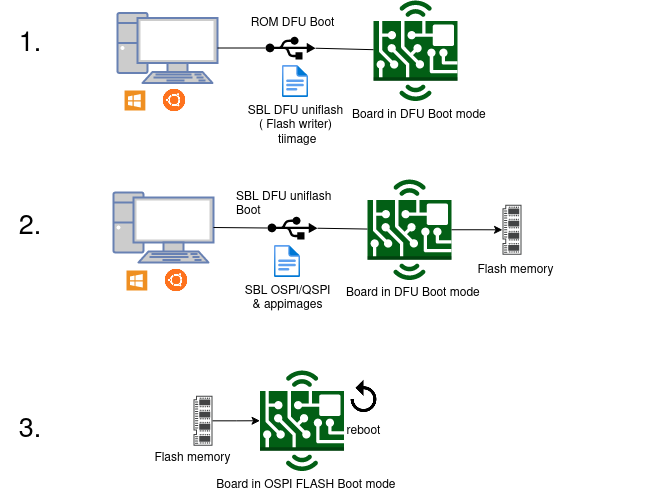 1.
ROM DFU Boot
SBL DFU uniflash
( Flash writer)
tiimage
Board in DFU Boot mode
2.
SBL DFU uniflash
Boot
SBL OSPI/QSPI
& appimages
Board in DFU Boot mode
Flash memory
3.
Flash memory
reboot
Board in OSPI FLASH Boot mode